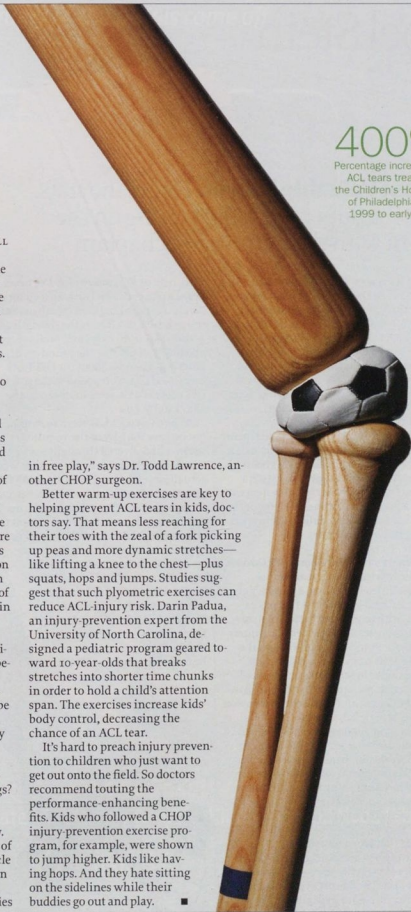 400
Percentage incre
ACL tears trea
the Children's Ho
of Philadelphi
1999 to early
in free play,” says Dr. Todd Lawrence, an-
other CHOP surgeon.
Better warm-up exercises are key to
helping prevent ACL tears in kids, doc-
tors say. That means less reaching for
their toes with the zeal of a fork picking
up peas and more dynamic stretches—
like lifting a knee to the chest—plus
squats, hops and jumps. Studies sug-
gest that such plyometric exercises can
reduce ACL-injury risk. Darin Padua,
an injury-prevention expert from the
University of North Carolina, de-
signed a pediatric program geared to-
ward 10-year-olds that breaks
stretches into shorter time chunks
in order to hold a child's attention
span. The exercises increase kids'
body control, decreasing the
chance of an ACL tear.
It's hard to preach injury preven-
tion to children who just want to
get out onto the field. So doctors
recommend touting the
performance-enhancing bene-
fits. Kids who followed a CHOP
injury-prevention exercise pro-
gram, for example, were shown
to jump higher. Kids like hav-
ing hops. And they hate sitting
on the sidelines while their
buddies go out and play.